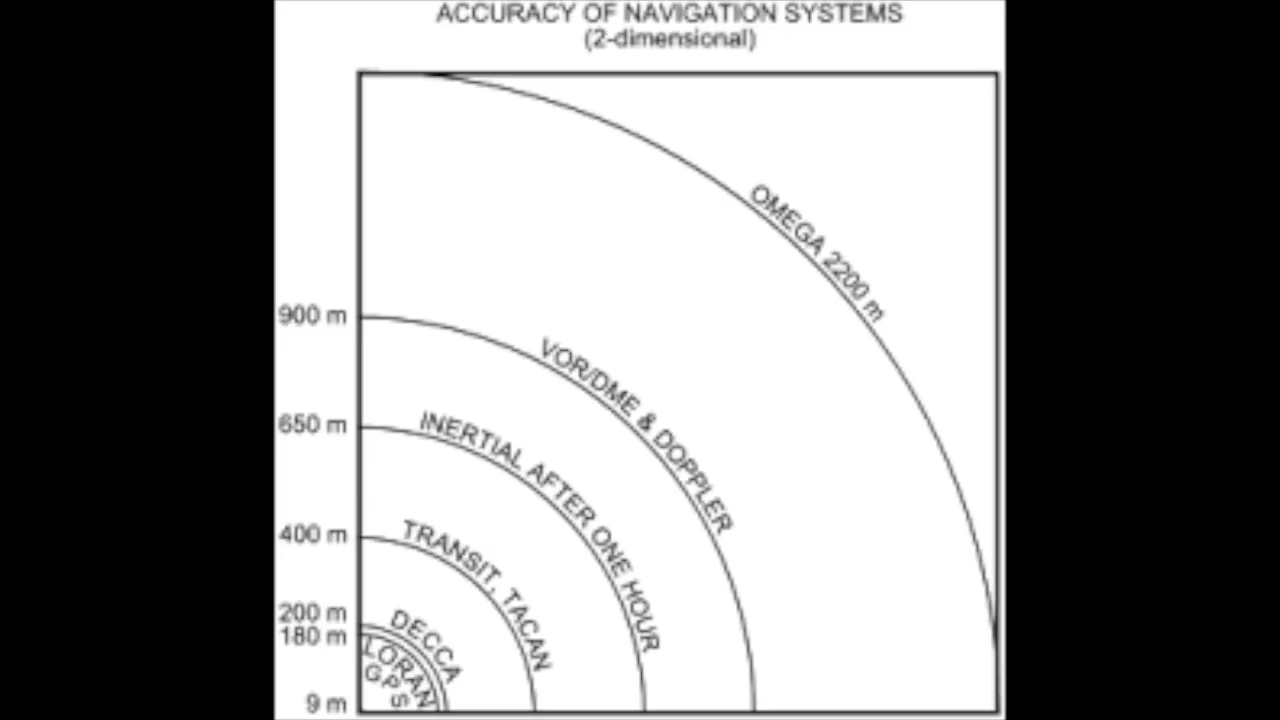 ACCURACY OF NAVIGATION SYSTEMS
(2-dimensional)
OMEGA 2200 m
900 m
VOR/DME & DOPPLER
650 m
INERTIAL AFTER ONE HOUR
400 m
TRANSIT, TACAN
200 m
DECCA
180 m
LORAN
GPS
9 m